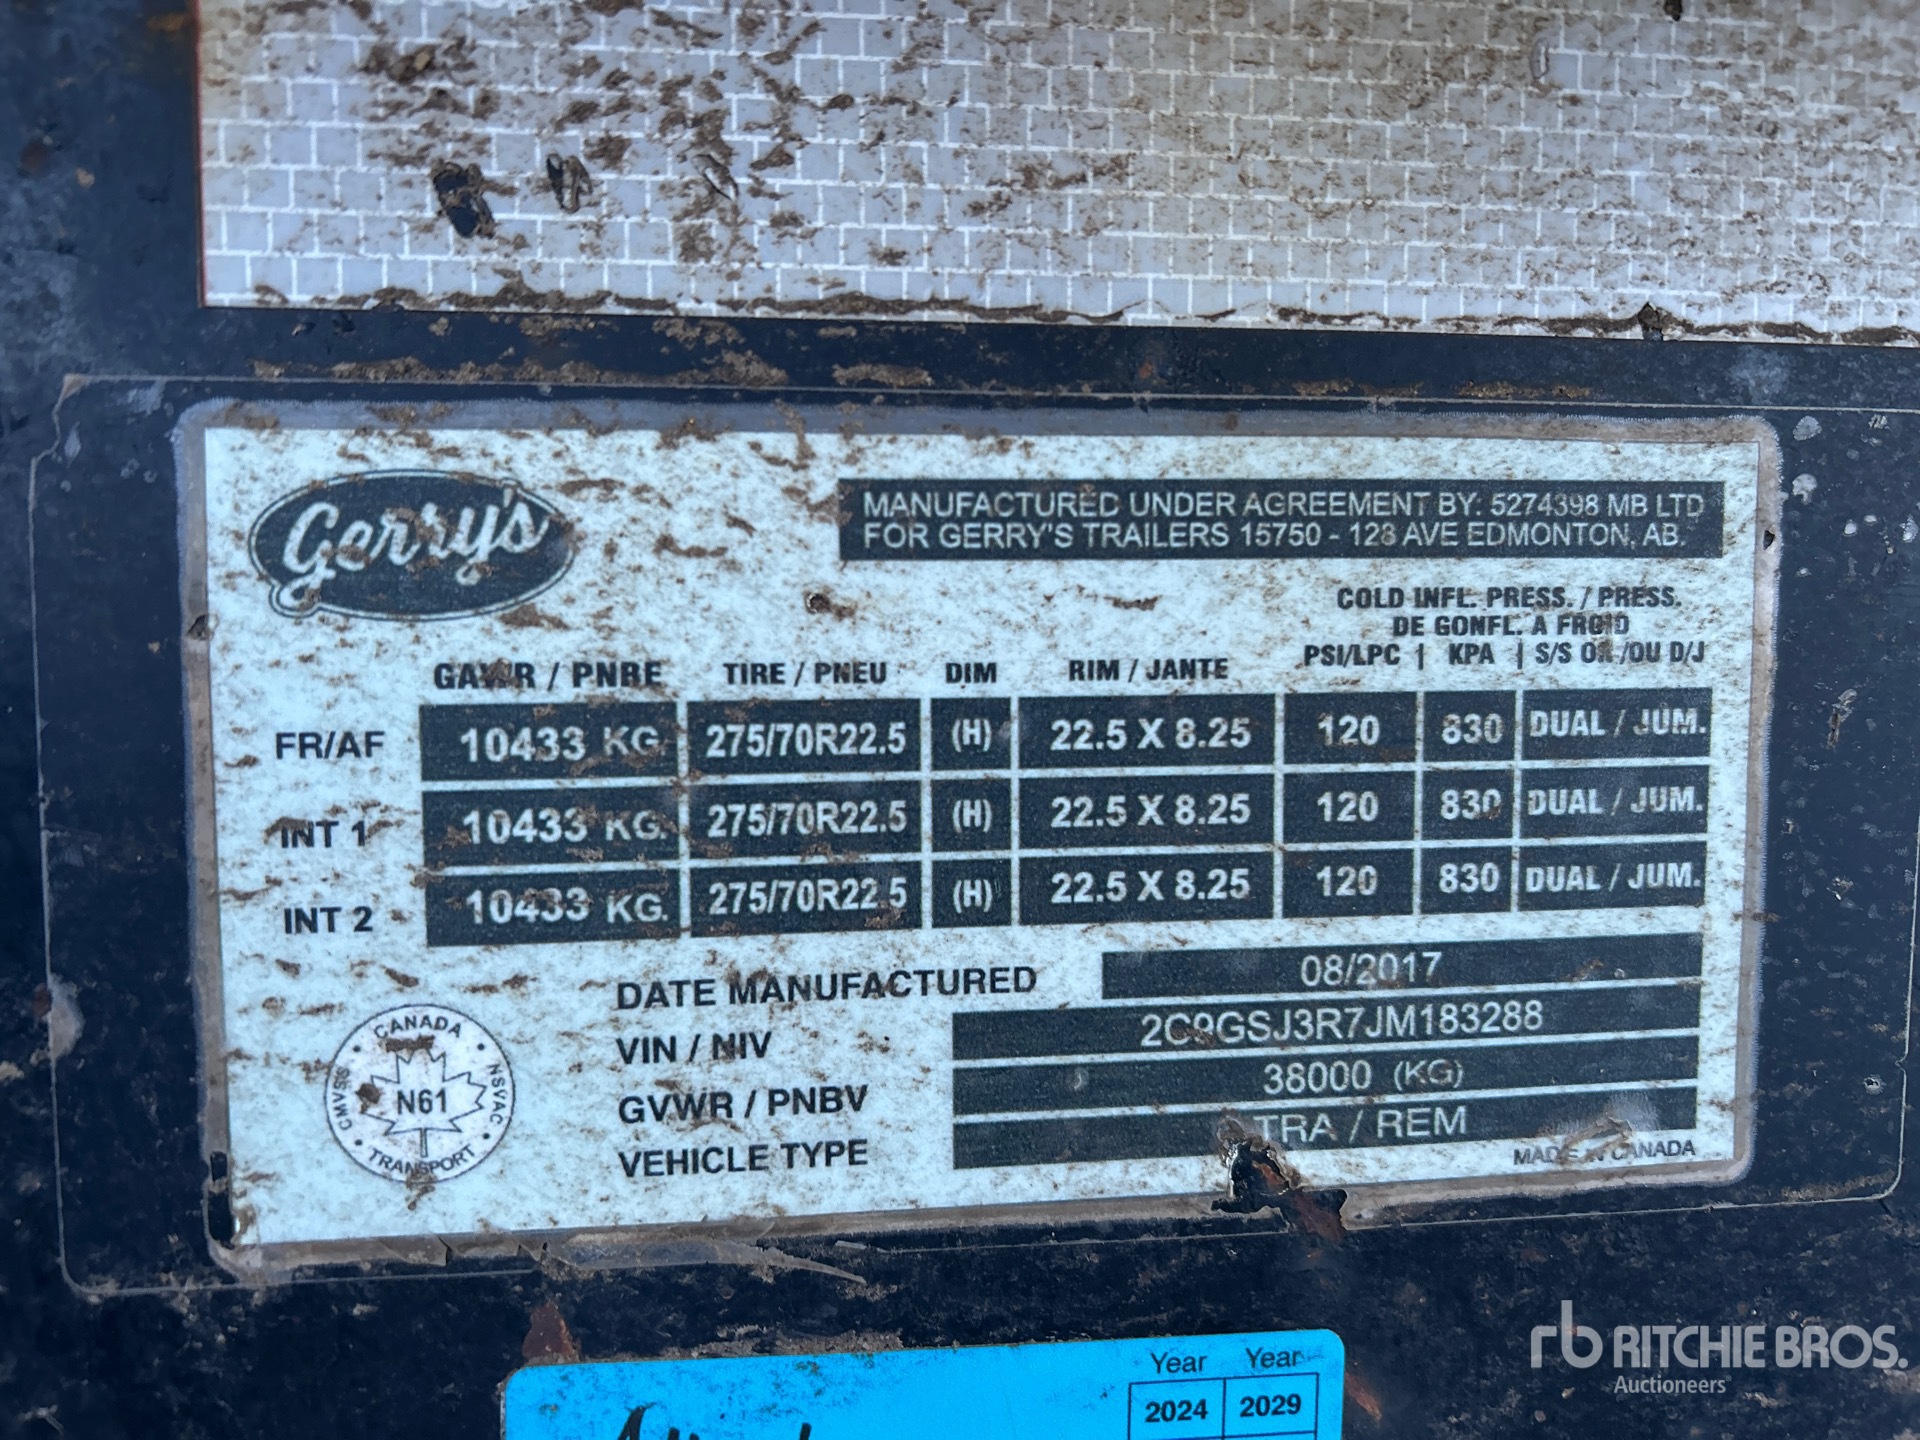 Gerry's
MANUFACTURED UNDER AGREEMENT BY: 5274398 MB LTD
FOR GERRY'S TRAILERS 15750 - 128 AVE EDMONTON, AB.
COLD INFL. PRESS. / PRESS.
DE GONFL. A FROID
GAWR / PNBE TIRE / PNEU DIM RIM / JANTE PSI/LPC | KPA | S/S OR /OU D/J
FR/AF 10433 KG 275/70R22.5 (H) 22.5 X 8.25 120 830 DUAL / JUM.
INT 1 10433 KG. 275/70R22.5 (H) 22.5 X 8.25 120 830 DUAL / JUM.
INT 2 10433 KG. 275/70R22.5 (H) 22.5 X 8.25 120 830 DUAL / JUM.
DATE MANUFACTURED 08/2017
VIN / NIV 2C9GSJ3R7JM183288
GVWR / PNBV 38000 (KG)
VEHICLE TYPE TRA / REM
MADE IN CANADA
CANADA
CMVSS
N61
NSVAC
TRANSPORT
Year Year
2024 2029
rb RITCHIE BROS.
Auctioneers